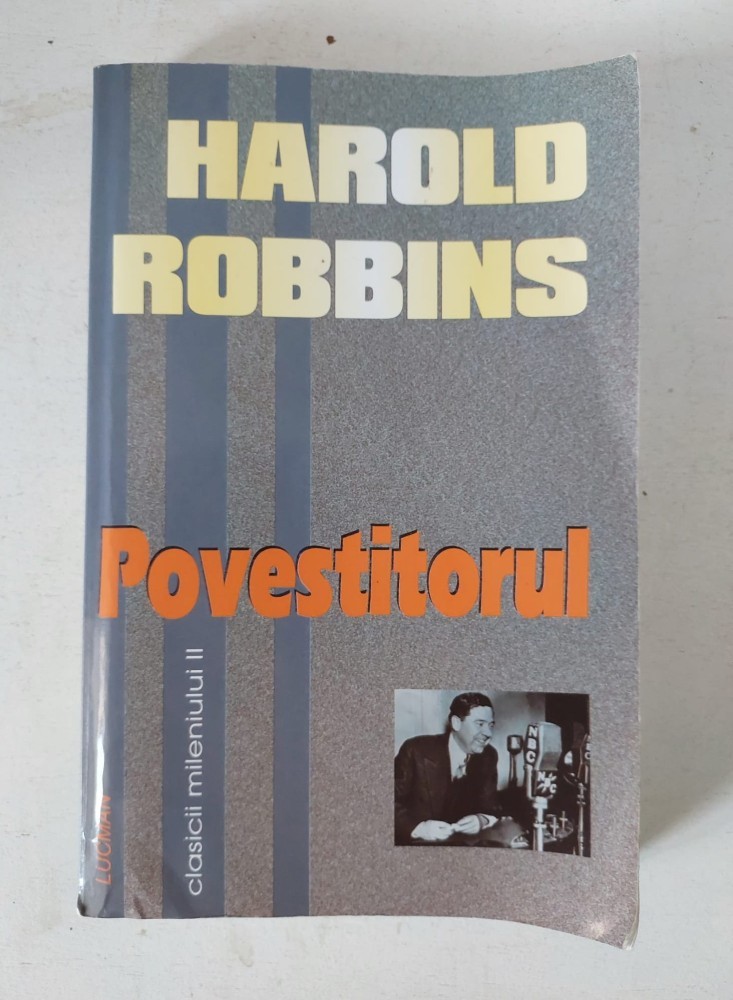 HAROLD
ROBBINS
Povestitorul
clasicii mileniului II
LUCMAN
NBC